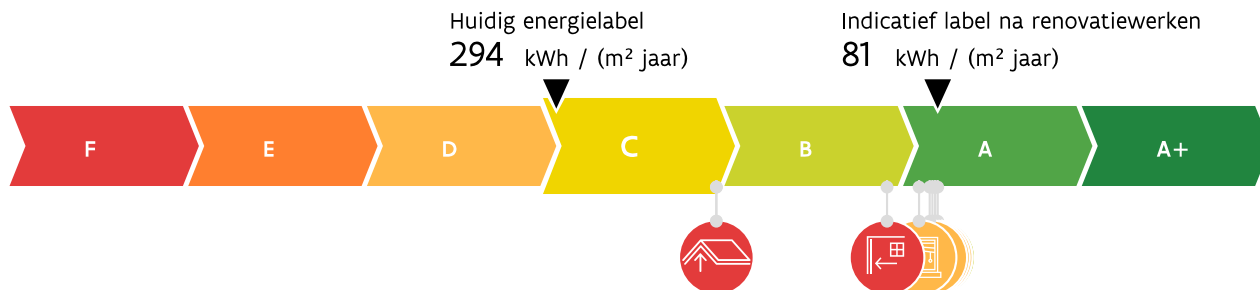 Huidig energielabel
294 kWh / (m² jaar)
Indicatief label na renovatiewerken
81 kWh / (m² jaar)
F E D C B A A+